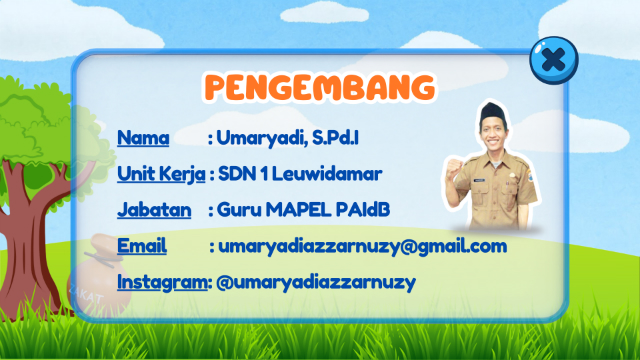 PENGEMBANG
Nama : Umaryadi, S.Pd.I
Unit Kerja : SDN 1 Leuwidamar
Jabatan : Guru MAPEL PAIdB
Email : umaryadiazzarnuzy@gmail.com
Instagram: @umaryadiazzarnuzy
ZAKAT